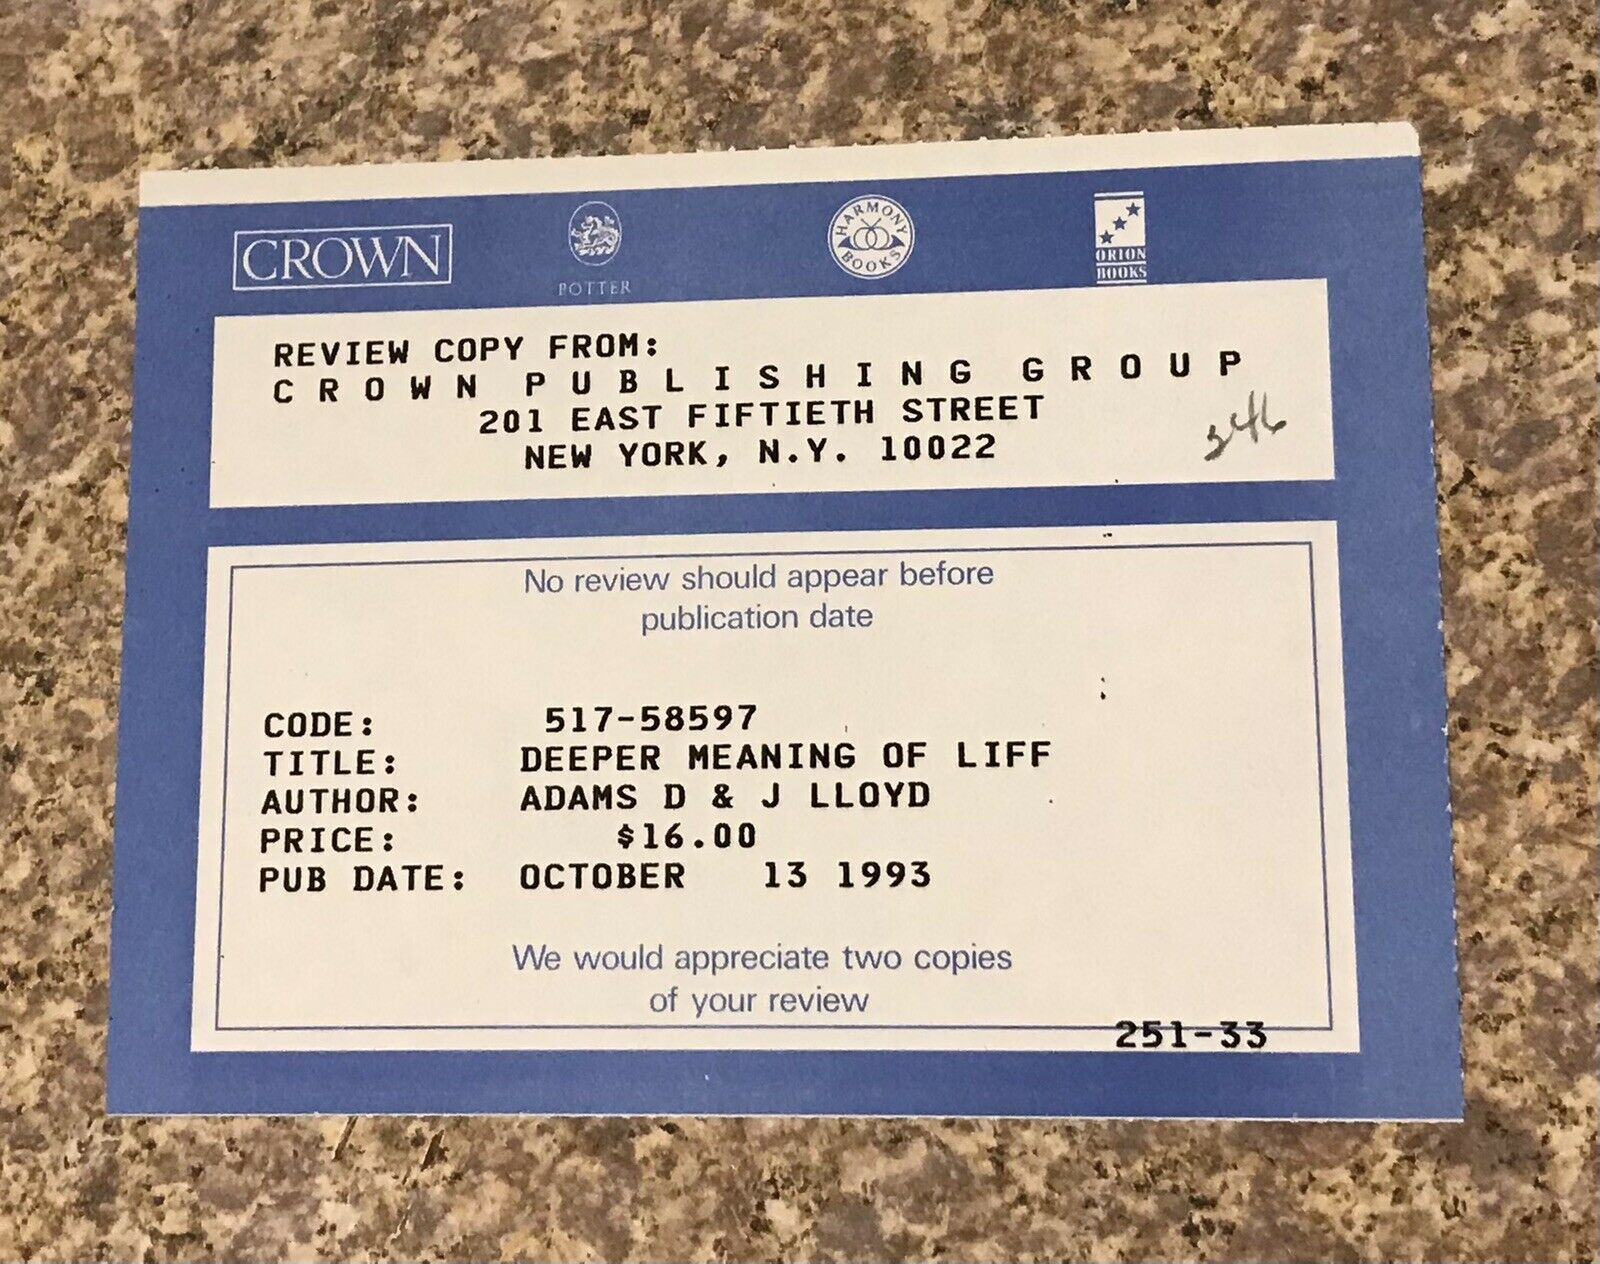 CROWN
POTTER
HARMONY BOOKS
ORION
BOOKS
REVIEW COPY FROM:
CROWN PUBLISHING GROUP
201 EAST FIFTIETH STREET
NEW YORK, N.Y. 10022
No review should appear before
publication date
CODE: 517-58597
TITLE: DEEPER MEANING OF LIFF
AUTHOR: ADAMS D & J LLOYD
PRICE: $16.00
PUB DATE: OCTOBER 13 1993
We would appreciate two copies
of your review
251-33